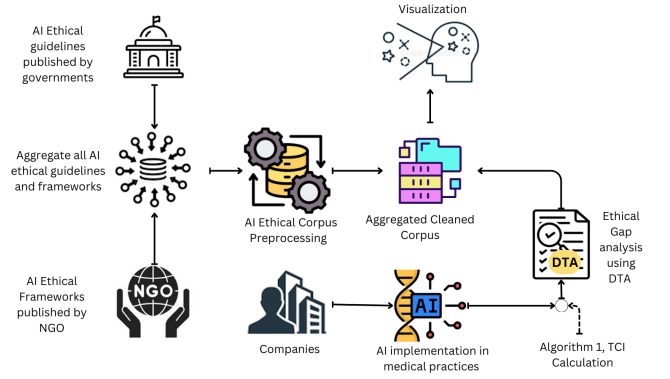 Visualization
AI Ethical
guidelines
published by
governments
Aggregate all AI
ethical guidelines
and frameworks
AI Ethical Corpus
Preprocessing
Aggregated Cleaned
Corpus
Ethical
Gap
analysis
using
DTA
DTA
AI Ethical
Frameworks
published by
NGO
NGO
Companies
AI
AI implementation in
medical practices
Algorithm 1, TCI
Calculation